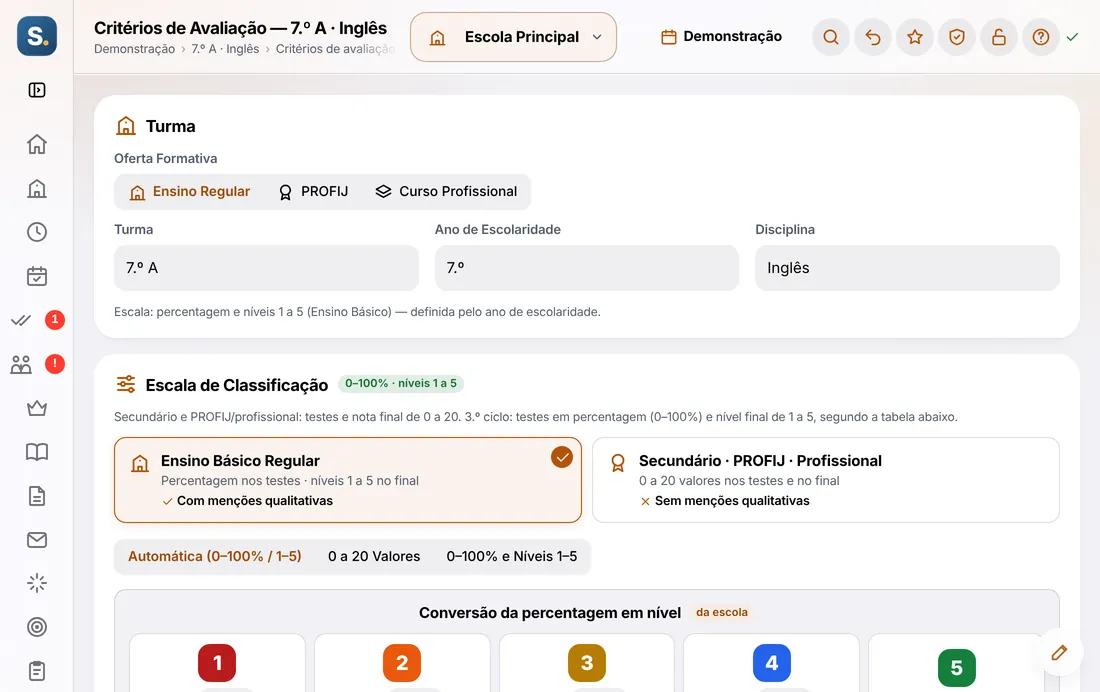 S.
Critérios de Avaliação — 7.º A · Inglês
Demonstração › 7.º A · Inglês › Critérios de avaliação
Escola Principal
Demonstração
1
!
Turma
Oferta Formativa
Ensino Regular
PROFIJ
Curso Profissional
Turma
Ano de Escolaridade
Disciplina
7.º A
7.º
Inglês
Escala: percentagem e níveis 1 a 5 (Ensino Básico) — definida pelo ano de escolaridade.
Escala de Classificação
0–100% · níveis 1 a 5
Secundário e PROFIJ/profissional: testes e nota final de 0 a 20. 3.º ciclo: testes em percentagem (0–100%) e nível final de 1 a 5, segundo a tabela abaixo.
Ensino Básico Regular
Percentagem nos testes · níveis 1 a 5 no final
Com menções qualitativas
Secundário · PROFIJ · Profissional
0 a 20 valores nos testes e no final
Sem menções qualitativas
Automática (0–100% / 1–5)
0 a 20 Valores
0–100% e Níveis 1–5
Conversão da percentagem em nível
da escola
1
2
3
4
5